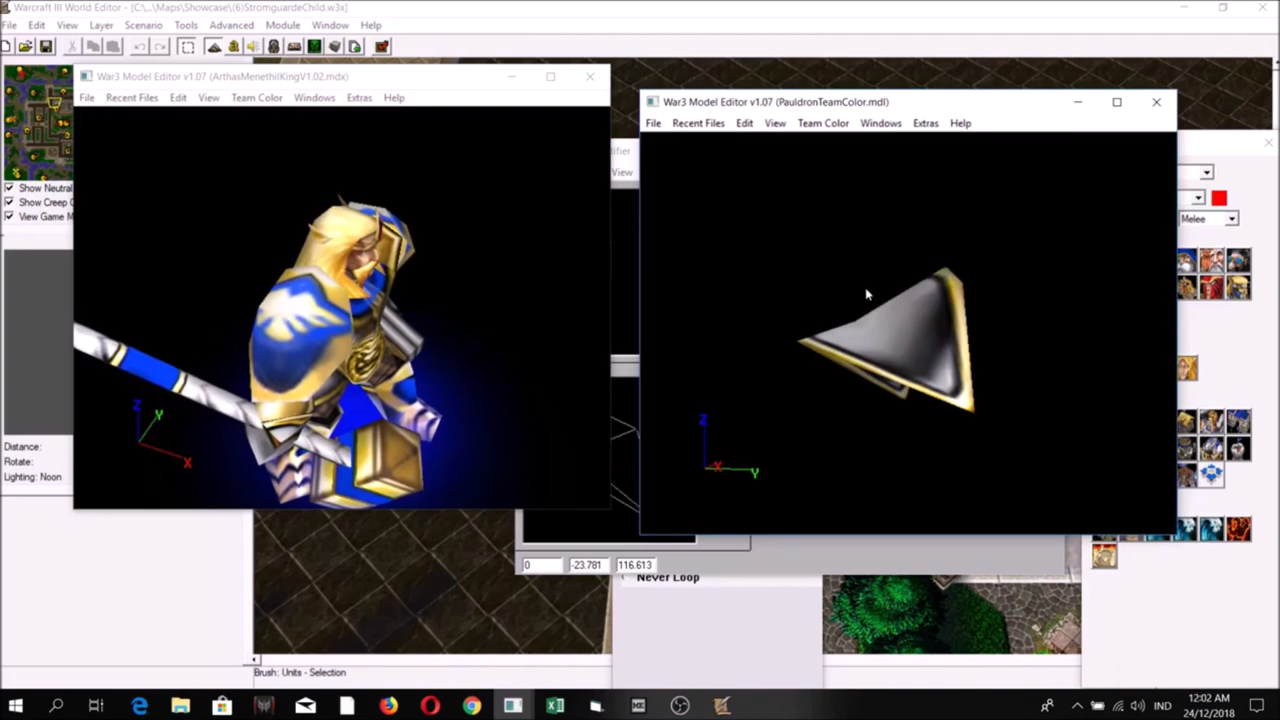 Warcraft III World Editor - [C:\...\Maps\Showcase\(6)StromguardeChild.w3x]
File Edit View Layer Scenario Tools Advanced Module Window Help
War3 Model Editor v1.07 (ArthasMenethilKingV1.02.mdx)
File Recent Files Edit View Team Color Windows Extras Help
War3 Model Editor v1.07 (PauldronTeamColor.mdl)
File Recent Files Edit View Team Color Windows Extras Help
ifier
View
Show Neutral
Show Creep C
View Game M
Melee
Z
Y
X
Z
X
Y
Distance:
Rotate:
Lighting: Noon
0 -23.781 116.613
Never Loop
Brush: Units - Selection
ME
IND
12:02 AM
24/12/2018